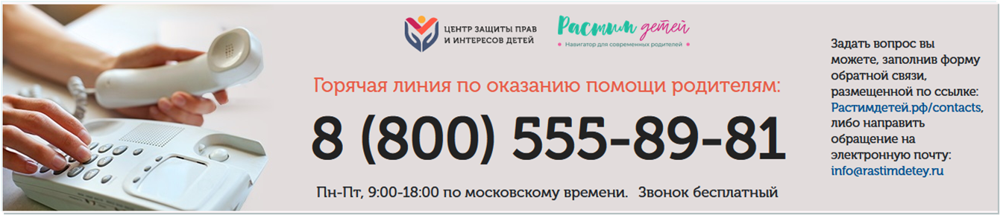 ЦЕНТР ЗАЩИТЫ ПРАВ
И ИНТЕРЕСОВ ДЕТЕЙ
Растим детей
Навигатор для современных родителей
Горячая линия по оказанию помощи родителям:
8 (800) 555-89-81
Пн-Пт, 9:00-18:00 по московскому времени. Звонок бесплатный
Задать вопрос вы
можете, заполнив форму
обратной связи,
размещенной по ссылке:
Растимдетей.рф/contacts,
либо направить
обращение на
электронную почту:
info@rastimdetey.ru